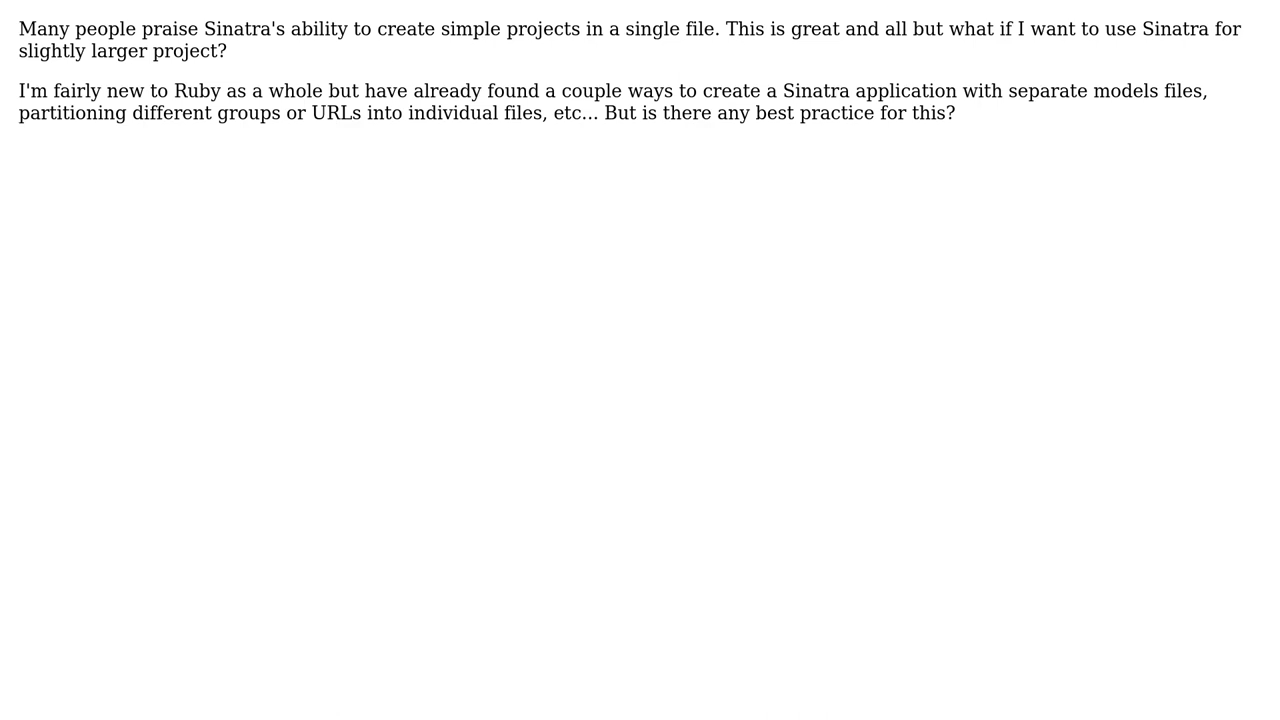 Many people praise Sinatra's ability to create simple projects in a single file. This is great and all but what if I want to use Sinatra for
slightly larger project?
I'm fairly new to Ruby as a whole but have already found a couple ways to create a Sinatra application with separate models files,
partitioning different groups or URLs into individual files, etc... But is there any best practice for this?